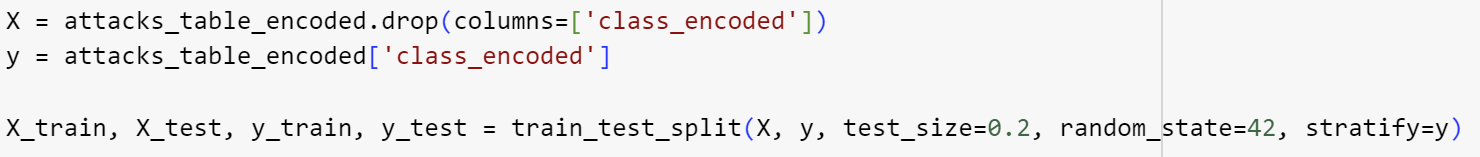 X = attacks_table_encoded.drop(columns=['class_encoded'])
y = attacks_table_encoded['class_encoded']
X_train, X_test, y_train, y_test = train_test_split(X, y, test_size=0.2, random_state=42, stratify=y)